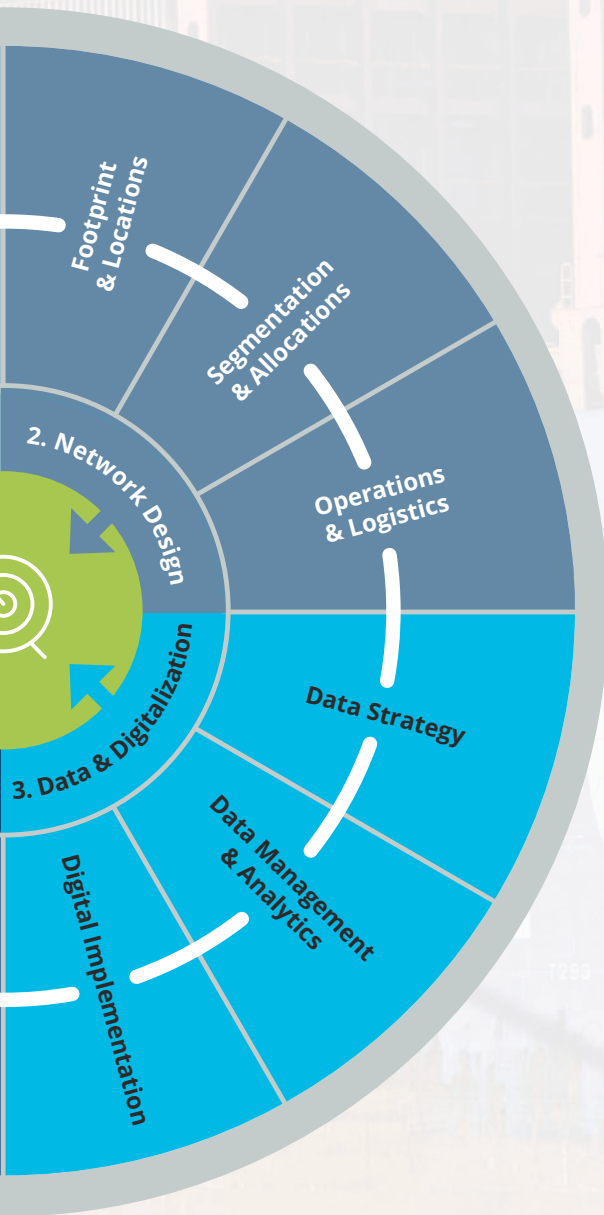 Footprint
& Locations
Segmentation
& Allocations
2. Network Design
Operations
& Logistics
3. Data & Digitalization
Data Strategy
Data Management
& Analytics
Digital Implementation
T293